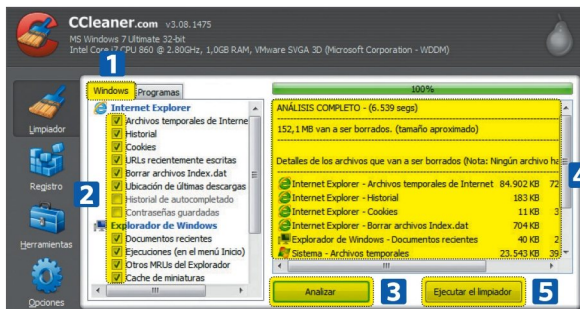 CCleaner.com v3.08.1475
MS Windows 7 Ultimate 32-bit
Intel Core i7 CPU 860 @ 2.80GHz, 1,0GB RAM, VMware SVGA 3D (Microsoft Corporation - WDDM)
1
Windows
Programas
Limpiador
Registro
Herramientas
Opciones
2
Internet Explorer
Archivos temporales de Interne
Historial
Cookies
URLs recientemente escritas
Borrar archivos Index.dat
Ubicación de últimas descargas
Historial de autocompletado
Contraseñas guardadas
Explorador de Windows
Documentos recientes
Ejecuciones (en el menú Inicio)
Otros MRUs del Explorador
Cache de miniaturas
100%
ANÁLISIS COMPLETO - (6.539 segs)
152,1 MB van a ser borrados. (tamaño aproximado)
Detalles de los archivos que van a ser borrados (Nota: Ningún archivo ha
Internet Explorer - Archivos temporales de Internet 84.902 KB 72
Internet Explorer - Historial 183 KB
Internet Explorer - Cookies 11 KB 3
Internet Explorer - Borrar archivos Index.dat 704 KB
Explorador de Windows - Documentos recientes 40 KB 2
Sistema - Archivos temporales 23.543 KB 39
4
Analizar
3
Ejecutar el limpiador
5